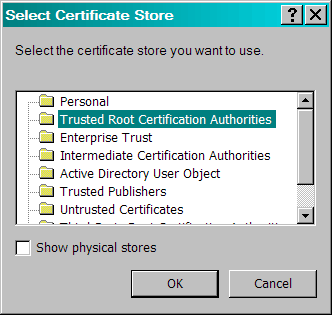 Select Certificate Store
Select the certificate store you want to use.
Personal
Trusted Root Certification Authorities
Enterprise Trust
Intermediate Certification Authorities
Active Directory User Object
Trusted Publishers
Untrusted Certificates
Show physical stores
OK
Cancel